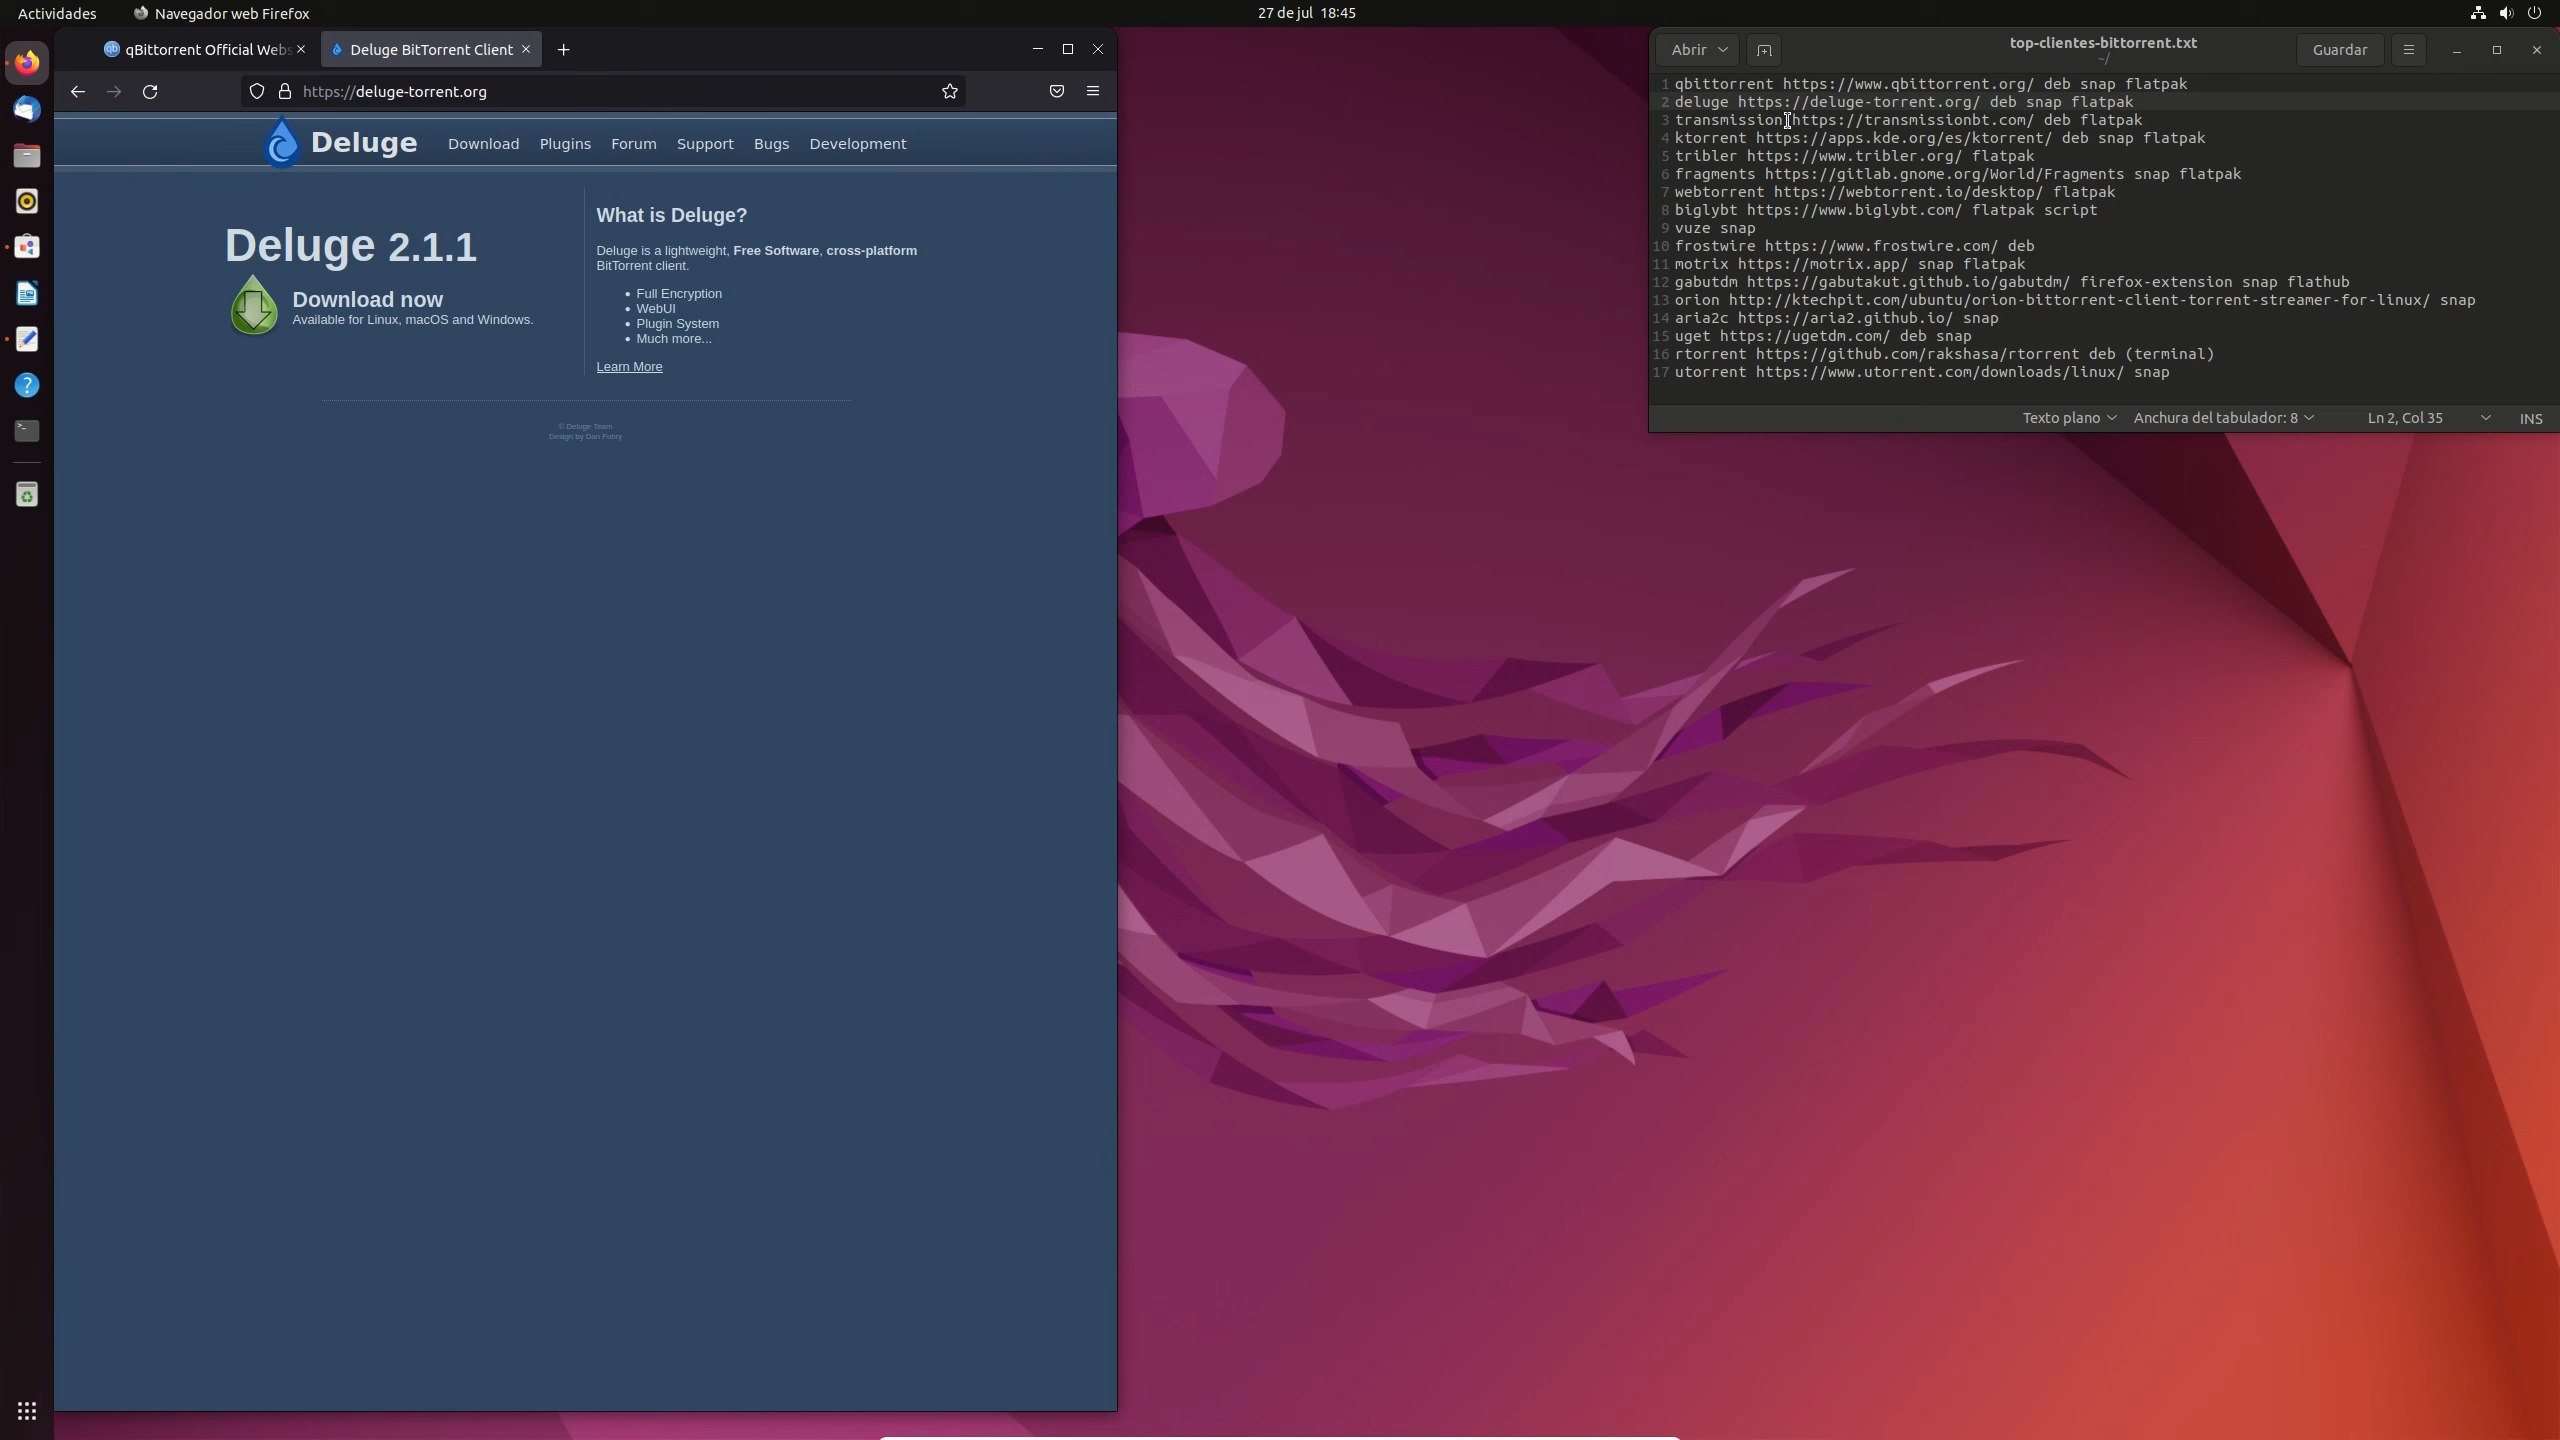 Actividades Navegador web Firefox 27 de jul 18:45
qBittorrent Official Webs Deluge BitTorrent Client
https://deluge-torrent.org
Deluge Download Plugins Forum Support Bugs Development
Deluge 2.1.1
Download now
Available for Linux, macOS and Windows.
What is Deluge?
Deluge is a lightweight, Free Software, cross-platform
BitTorrent client.
Full Encryption
WebUI
Plugin System
Much more...
Learn More
© Deluge Team
Design by Dan Fuhry
Abrir top-clientes-bittorrent.txt Guardar
~/
1 qbittorrent https://www.qbittorrent.org/ deb snap flatpak
2 deluge https://deluge-torrent.org/ deb snap flatpak
3 transmission https://transmissionbt.com/ deb flatpak
4 ktorrent https://apps.kde.org/es/ktorrent/ deb snap flatpak
5 tribler https://www.tribler.org/ flatpak
6 fragments https://gitlab.gnome.org/World/Fragments snap flatpak
7 webtorrent https://webtorrent.io/desktop/ flatpak
8 biglybt https://www.biglybt.com/ flatpak script
9 vuze snap
10 frostwire https://www.frostwire.com/ deb
11 motrix https://motrix.app/ snap flatpak
12 gabutdm https://gabutakut.github.io/gabutdm/ firefox-extension snap flathub
13 orion http://ktechpit.com/ubuntu/orion-bittorrent-client-torrent-streamer-for-linux/ snap
14 aria2c https://aria2.github.io/ snap
15 uget https://ugetdm.com/ deb snap
16 rtorrent https://github.com/rakshasa/rtorrent deb (terminal)
17 utorrent https://www.utorrent.com/downloads/linux/ snap
Texto plano Anchura del tabulador: 8 Ln 2, Col 35 INS